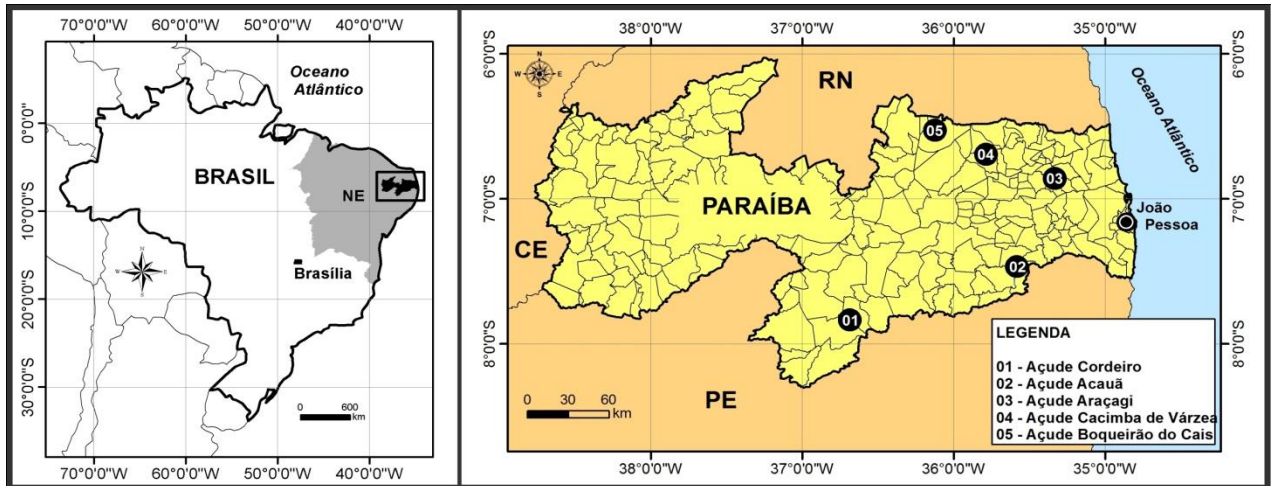 70°0'0"W 60°0'0"W 50°0'0"W 40°0'0"W
Oceano
Atlântico
0°0'0"
10°0'0"S
20°0'0"S
30°0'0"S
BRASIL
NE
Brasília
N
W E
S
0 600
km
70°0'0"W 60°0'0"W 50°0'0"W 40°0'0"W
38°0'0"W 37°0'0"W 36°0'0"W 35°0'0"W
6°0'0"S
7°0'0"S
8°0'0"S
N
W E
S
RN
Oceano Atlântico
05
04
03
PARAÍBA
João
Pessoa
CE
02
01
PE
0 30 60
km
LEGENDA
01 - Açude Cordeiro
02 - Açude Acauã
03 - Açude Araçagi
04 - Açude Cacimba de Várzea
05 - Açude Boqueirão do Cais
38°0'0"W 37°0'0"W 36°0'0"W 35°0'0"W
6°0'0"S
7°0'0"S
8°0'0"S